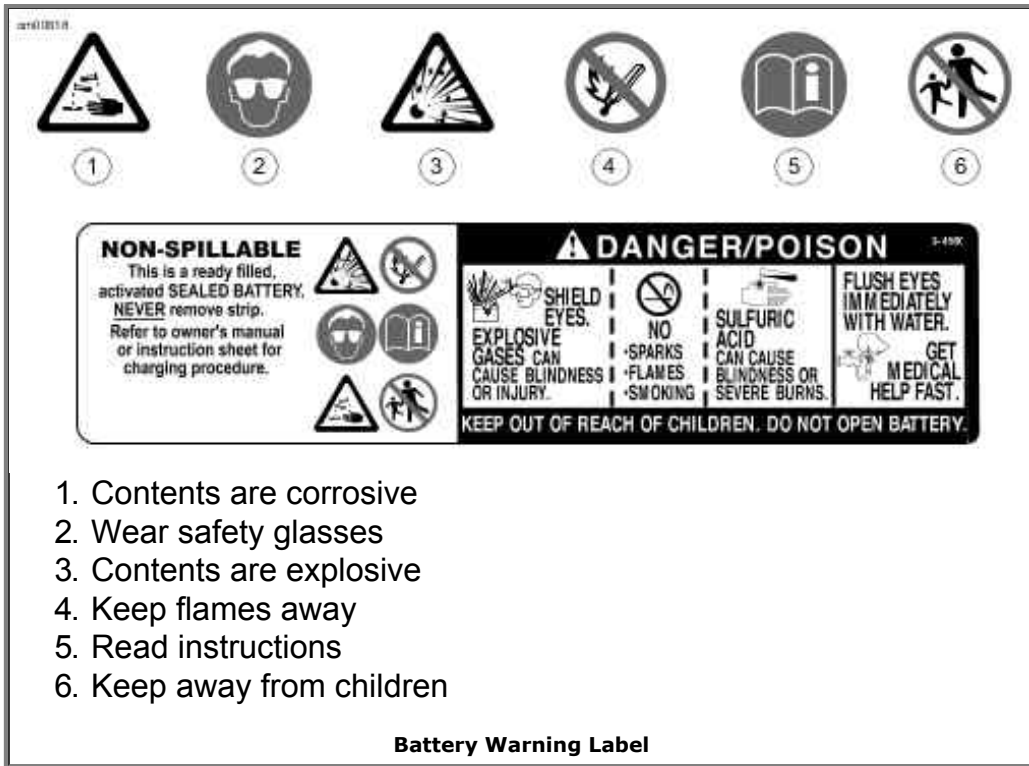 1
2
3
4
5
6
NON-SPILLABLE
This is a ready filled,
activated SEALED BATTERY.
NEVER remove strip.
Refer to owner's manual
or instruction sheet for
charging procedure.
DANGER/POISON
SHIELD
EYES.
EXPLOSIVE
GASES CAN
CAUSE BLINDNESS
OR INJURY.
NO
•SPARKS
•FLAMES
•SMOKING
SULFURIC
ACID
CAN CAUSE
BLINDNESS OR
SEVERE BURNS.
FLUSH EYES
IMMEDIATELY
WITH WATER.
GET
MEDICAL
HELP FAST.
KEEP OUT OF REACH OF CHILDREN. DO NOT OPEN BATTERY.
1. Contents are corrosive
2. Wear safety glasses
3. Contents are explosive
4. Keep flames away
5. Read instructions
6. Keep away from children
Battery Warning Label